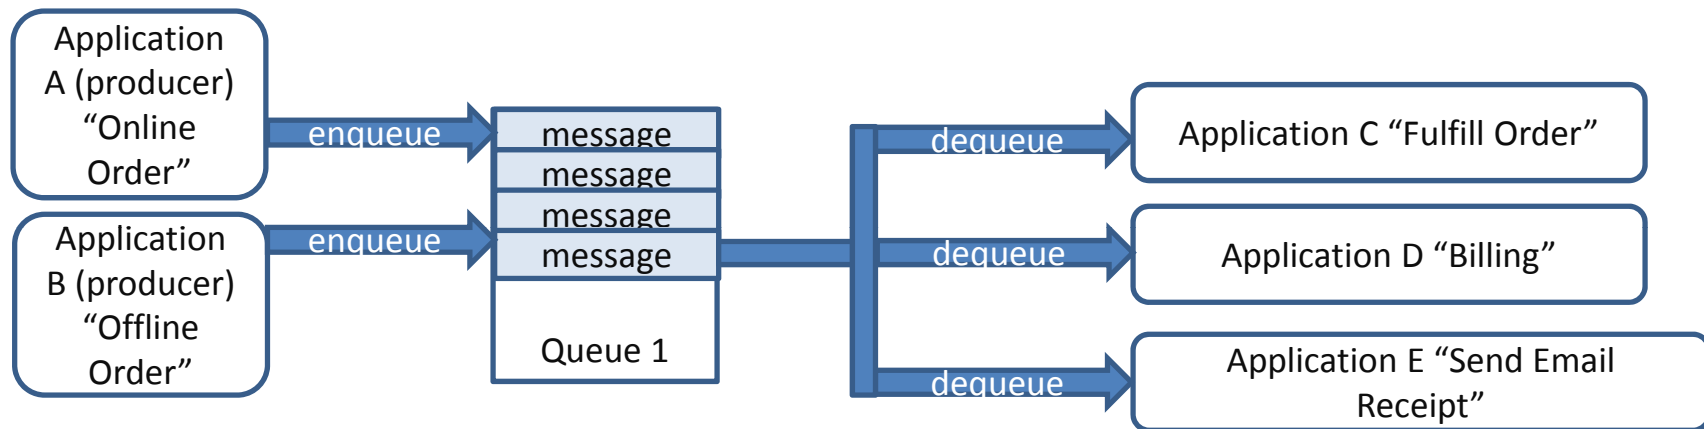 Application
A (producer)
“Online
Order”
Application
B (producer)
“Offline
Order”
enqueue
enqueue
message
message
message
message
Queue 1
dequeue
dequeue
dequeue
Application C “Fulfill Order”
Application D “Billing”
Application E “Send Email
Receipt”